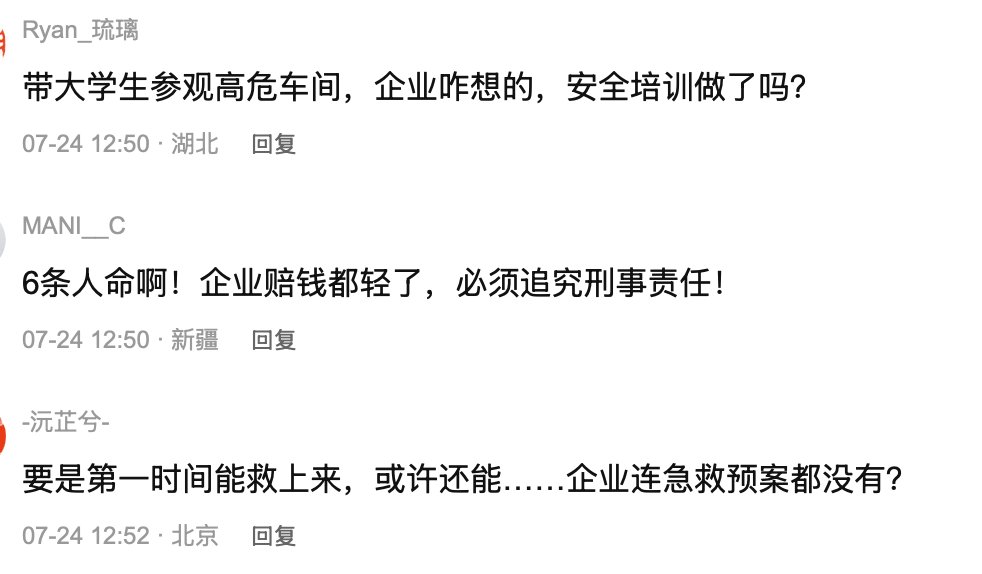 Ryan_琉璃
带大学生参观高危车间，企业咋想的，安全培训做了吗？
07-24 12:50 · 湖北 回复
MANI__C
6条人命啊！企业赔钱都轻了，必须追究刑事责任！
07-24 12:50 · 新疆 回复
-沅芷兮-
要是第一时间能救上来，或许还能……企业连急救预案都没有？
07-24 12:52 · 北京 回复